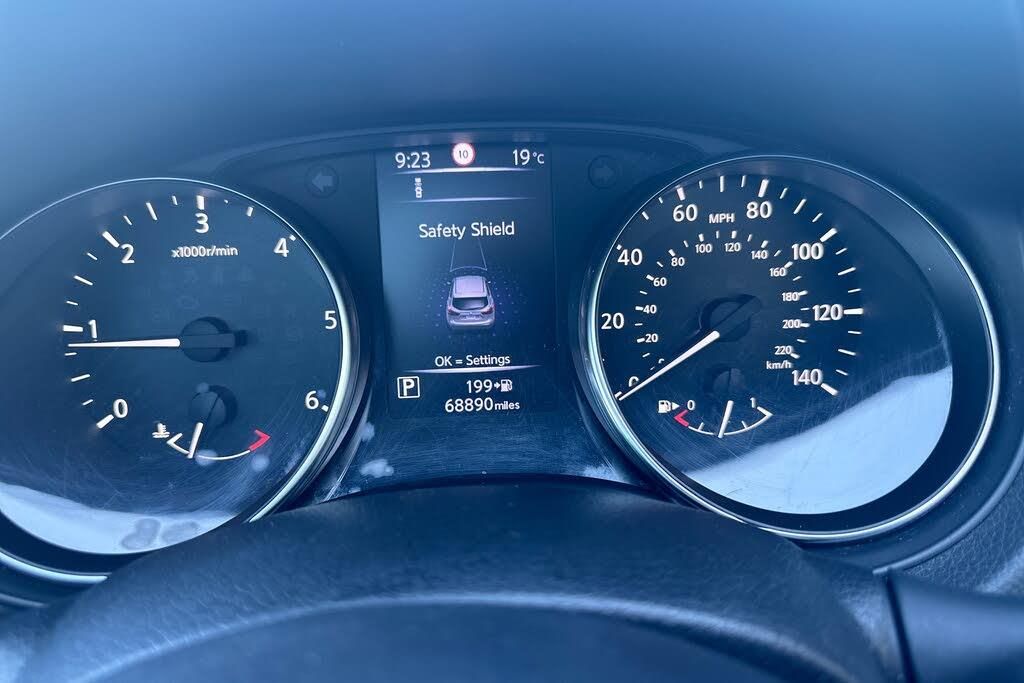 9:23 10 19°C
Safety Shield
OK = Settings
P 199
68890 miles
0 1 2 3 4 5 6
x1000r/min
0 20 40 60 80 100 120 140
MPH
20 40 60 80 100 120 140 160 180 200 220
km/h
0 1